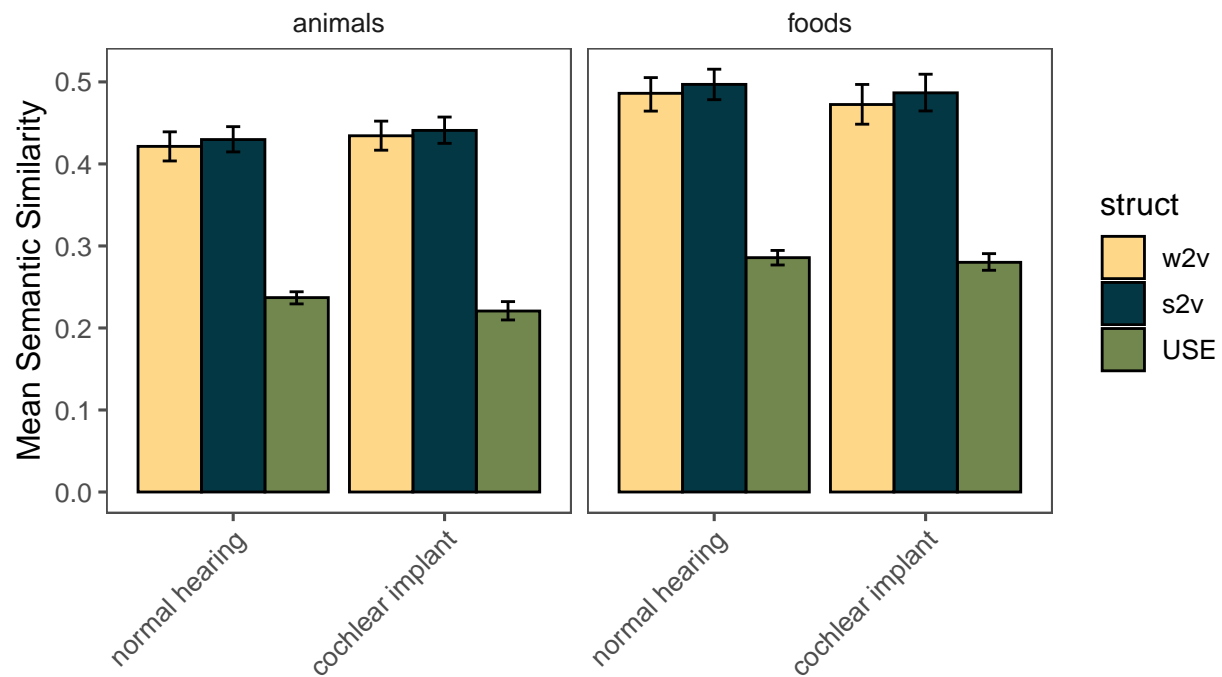 animals
foods
Mean Semantic Similarity
0.5
0.4
0.3
0.2
0.1
0.0
normal hearing
cochlear implant
normal hearing
cochlear implant
struct
w2v
s2v
USE